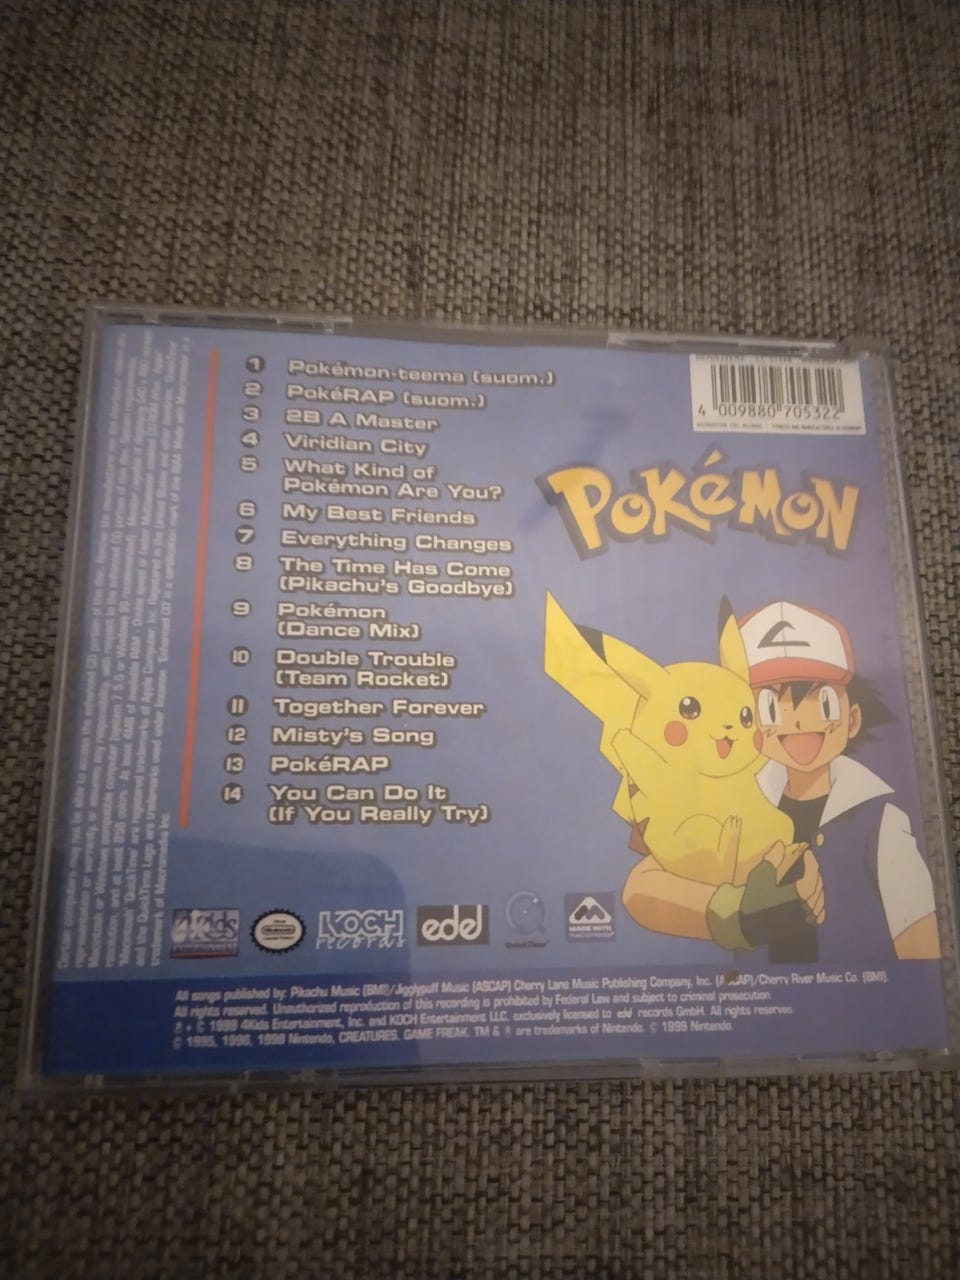 1 Pokémon-teema (suom.)
2 PokéRAP (suom.)
3 2B A Master
4 Viridian City
5 What Kind of
Pokémon Are You?
6 My Best Friends
7 Everything Changes
8 The Time Has Come
(Pikachu's Goodbye)
9 Pokémon
(Dance Mix)
10 Double Trouble
(Team Rocket)
11 Together Forever
12 Misty's Song
13 PokéRAP
14 You Can Do It
(If You Really Try)
4 009880 705322
POKéMON
4Kids
ENTERTAINMENT
Nintendo
KOCH
records
edel
QuickTime
MADE WITH
MACROMEDIA
All songs published by: Pikachu Music (BMI)/Jigglypuff Music (ASCAP) Cherry Lane Music Publishing Company, Inc. (ASCAP)/Cherry River Music Co. (BMI).
All rights reserved. Unauthorized reproduction of this recording is prohibited by Federal Law and subject to criminal prosecution
℗ + © 1999 4Kids Entertainment, Inc. and KOCH Entertainment LLC, exclusively licensed to edel records GmbH. All rights reserved.
© 1995, 1996, 1998 Nintendo, CREATURES, GAME FREAK. TM & ® are trademarks of Nintendo. © 1999 Nintendo.